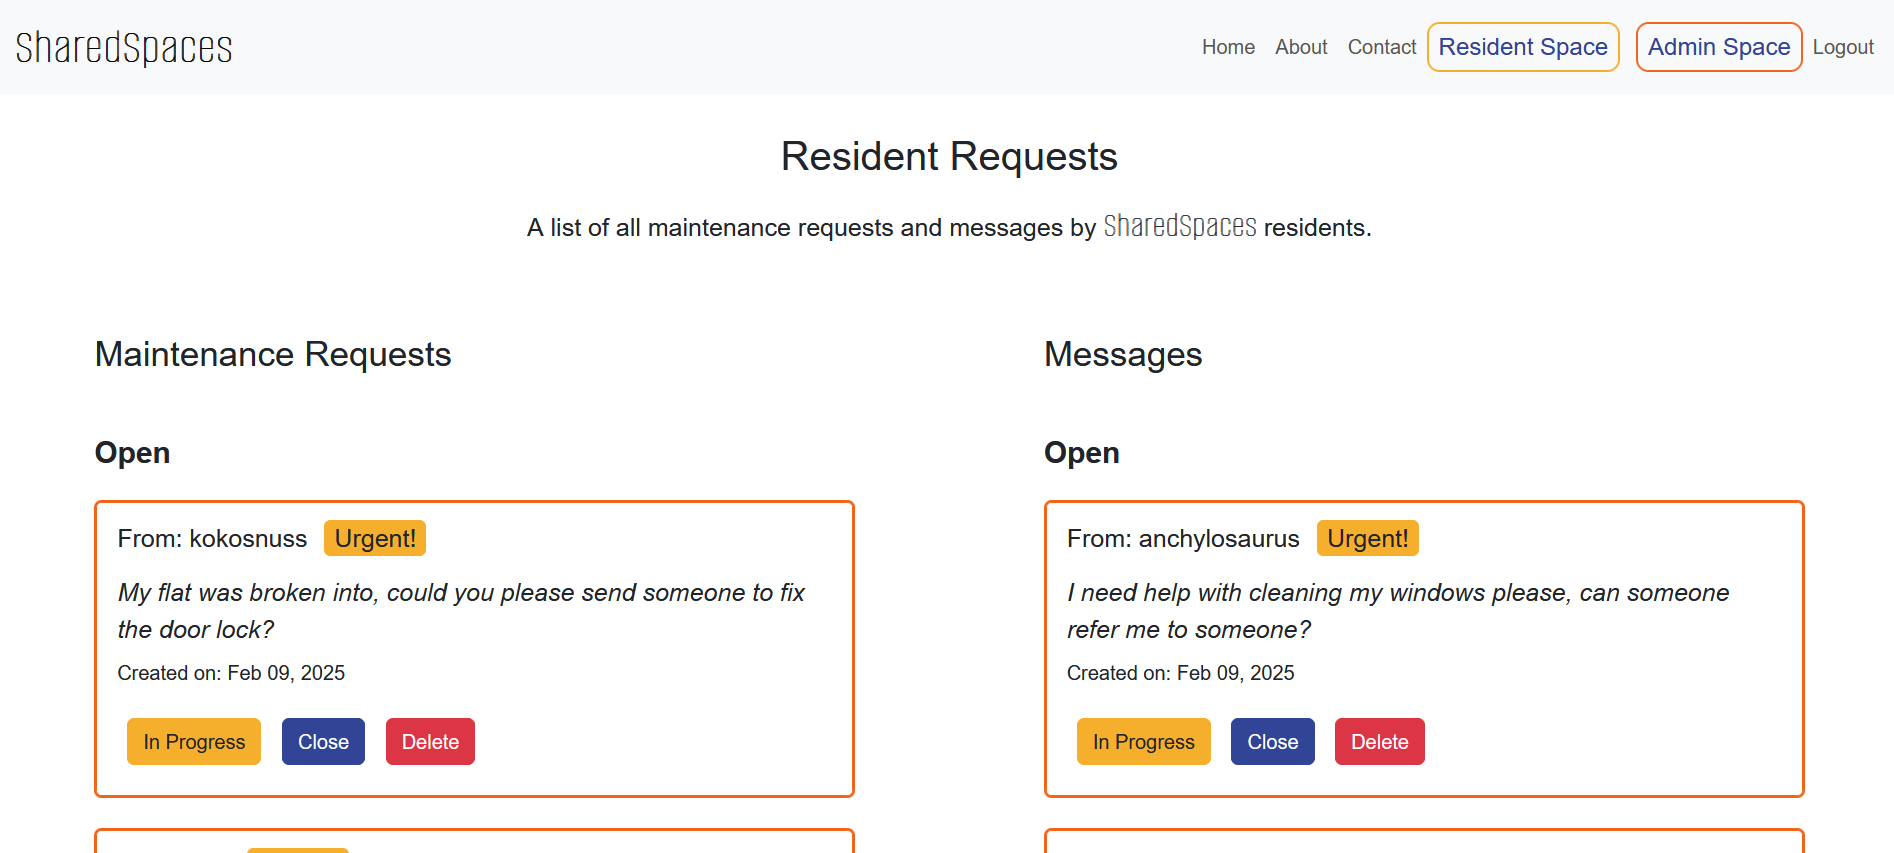 SharedSpaces
Home About Contact Resident Space Admin Space Logout
Resident Requests
A list of all maintenance requests and messages by SharedSpaces residents.
Maintenance Requests
Open
From: kokosnuss Urgent!
My flat was broken into, could you please send someone to fix
the door lock?
Created on: Feb 09, 2025
In Progress Close Delete
Messages
Open
From: anchylosaurus Urgent!
I need help with cleaning my windows please, can someone
refer me to someone?
Created on: Feb 09, 2025
In Progress Close Delete